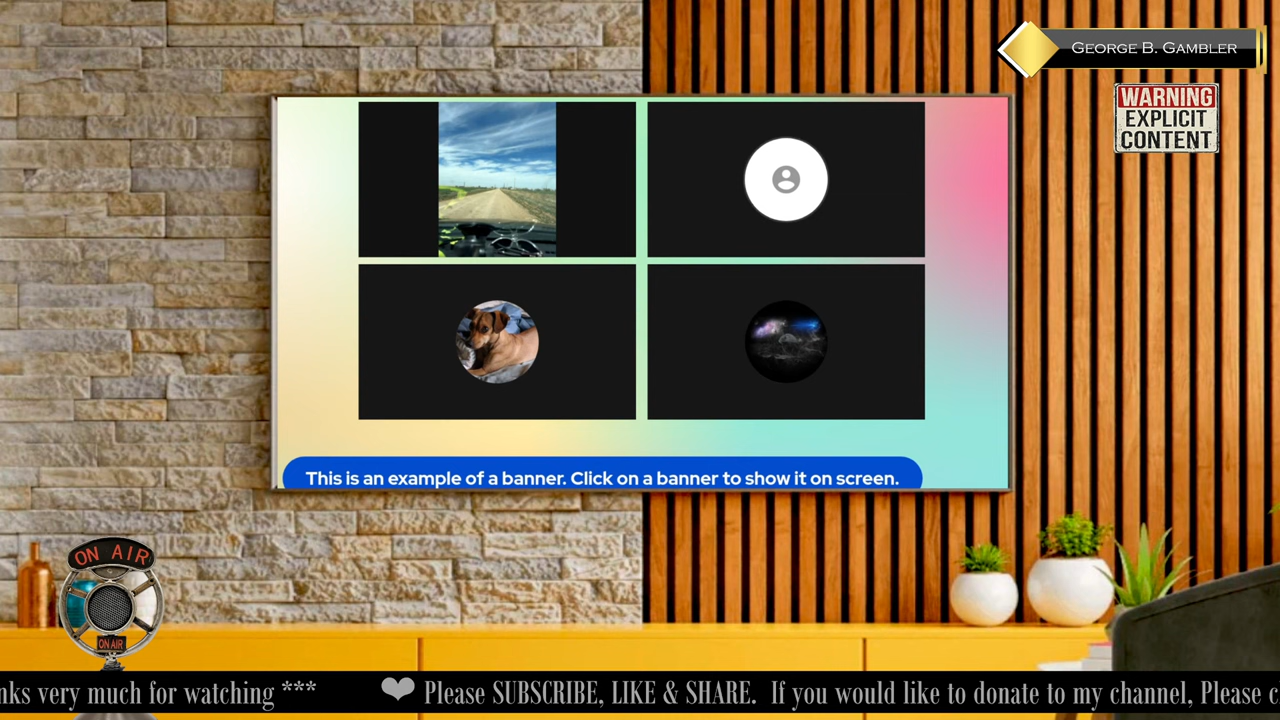 George B. Gambler
WARNING
EXPLICIT
CONTENT
This is an example of a banner. Click on a banner to show it on screen.
ON AIR
ON AIR
nks very much for watching *** ❤ Please SUBSCRIBE, LIKE & SHARE. If you would like to donate to my channel, Please c